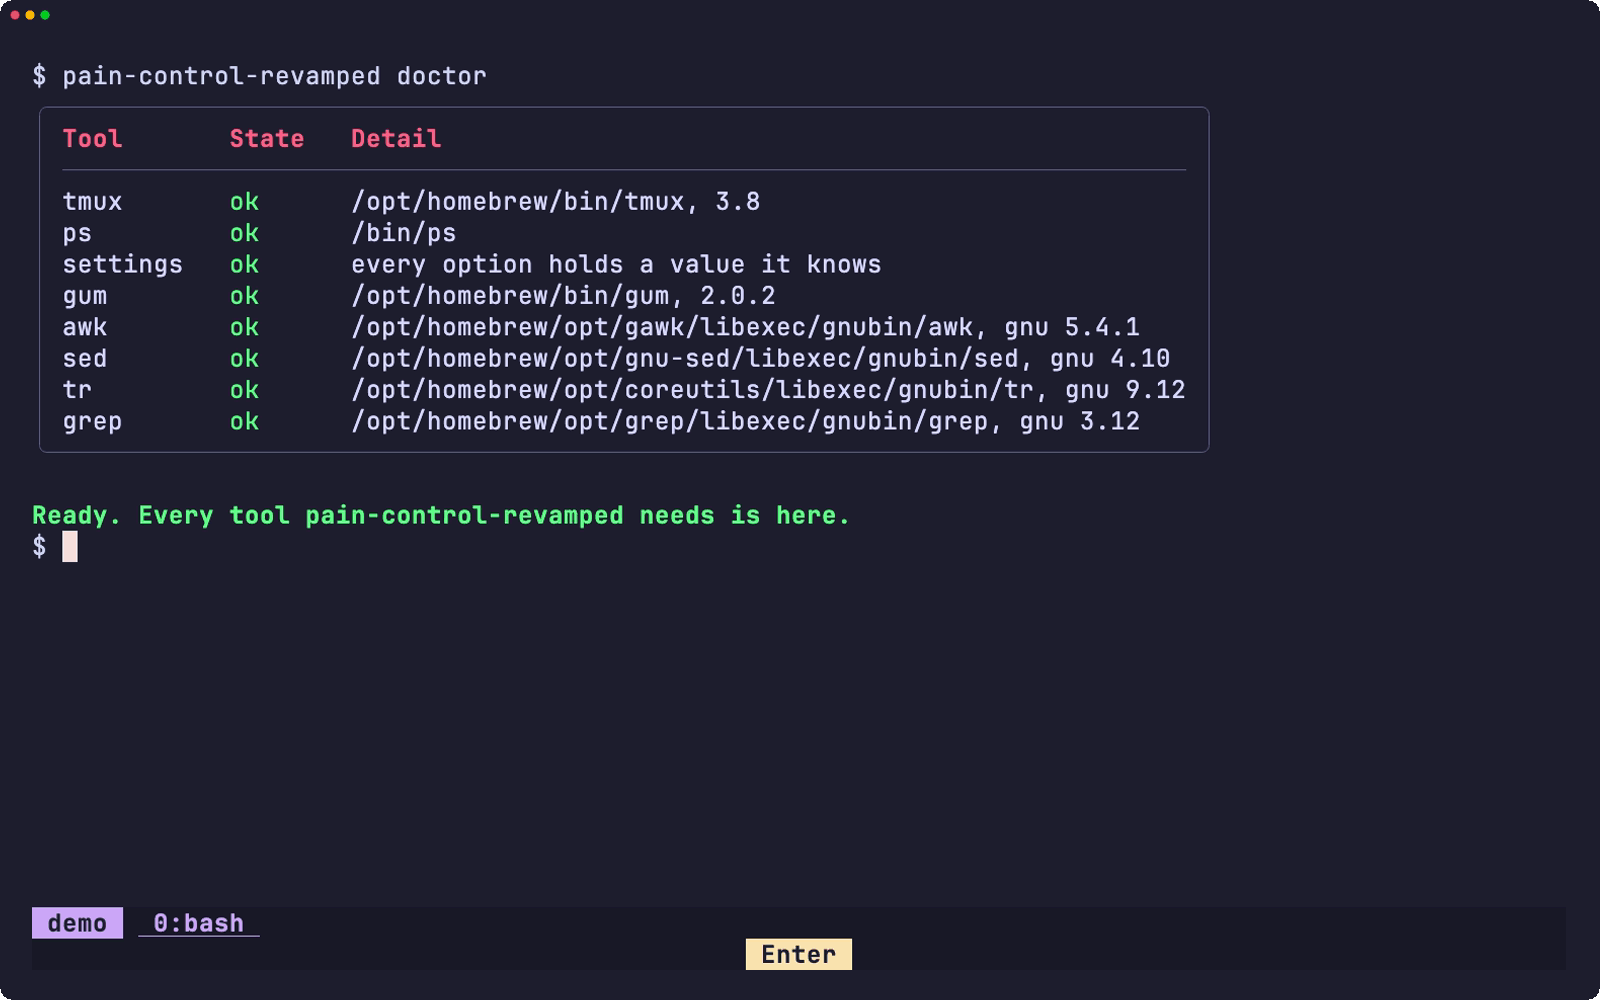 $ pain-control-revamped doctor
Tool State Detail
tmux ok /opt/homebrew/bin/tmux, 3.8
ps ok /bin/ps
settings ok every option holds a value it knows
gum ok /opt/homebrew/bin/gum, 2.0.2
awk ok /opt/homebrew/opt/gawk/libexec/gnubin/awk, gnu 5.4.1
sed ok /opt/homebrew/opt/gnu-sed/libexec/gnubin/sed, gnu 4.10
tr ok /opt/homebrew/opt/coreutils/libexec/gnubin/tr, gnu 9.12
grep ok /opt/homebrew/opt/grep/libexec/gnubin/grep, gnu 3.12
Ready. Every tool pain-control-revamped needs is here.
$
demo 0:bash
Enter